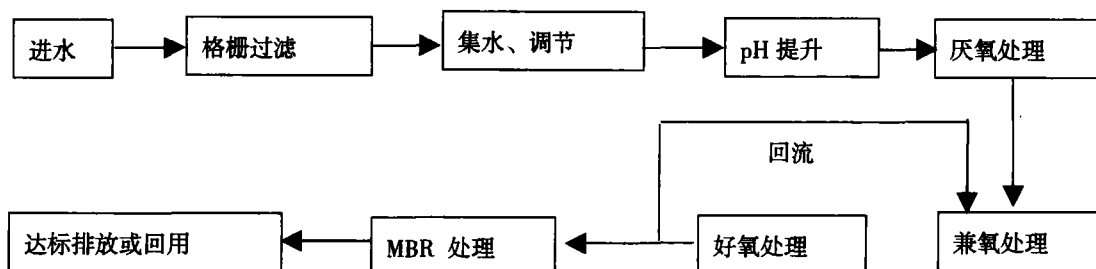 进水
格栅过滤
集水、调节
pH 提升
厌氧处理
回流
达标排放或回用
MBR 处理
好氧处理
兼氧处理